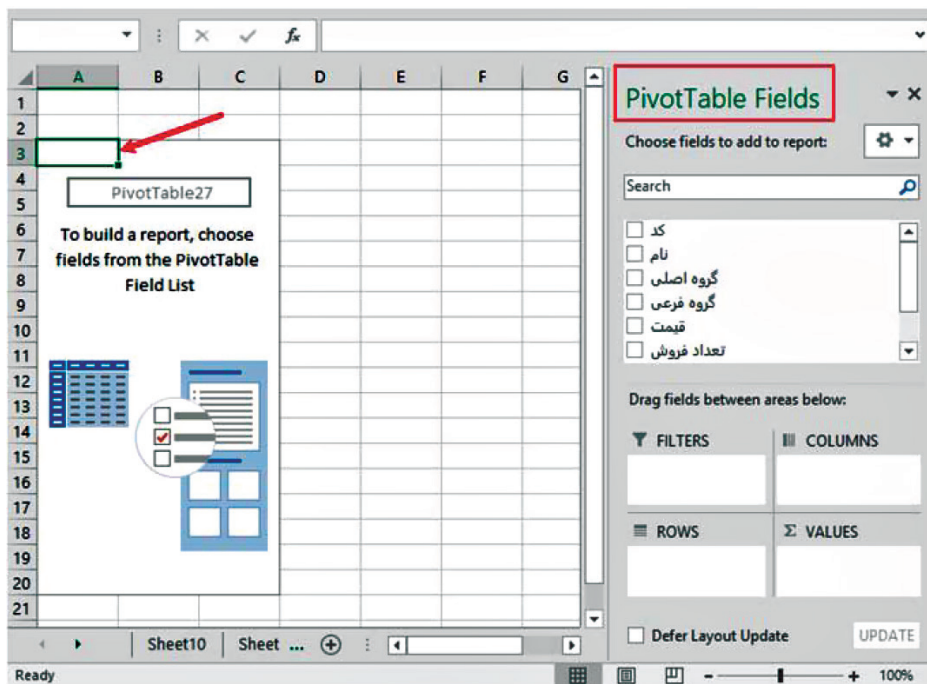 fx
A B C D E F G
1
2
3
4
5
6
7
8
9
10
11
12
13
14
15
16
17
18
19
20
21
PivotTable27
To build a report, choose
fields from the PivotTable
Field List
Sheet10 Sheet ...
Ready
PivotTable Fields
Choose fields to add to report:
Search
کد
نام
گروه اصلی
گروه فرعی
قیمت
تعداد فروش
Drag fields between areas below:
FILTERS
COLUMNS
ROWS
Σ VALUES
Defer Layout Update
UPDATE
100%